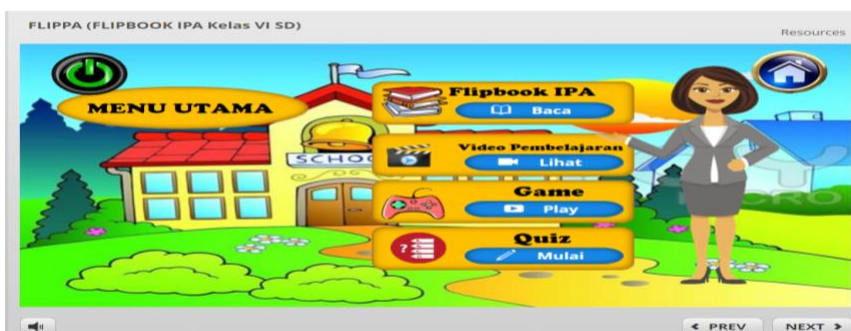 FLIPPA (FLIPBOOK IPA Kelas VI SD)
Resources
MENU UTAMA
Flipbook IPA
Baca
Video Pembelajaran
Lihat
Game
Play
Quiz
Mulai
SCHOO
PREV
NEXT